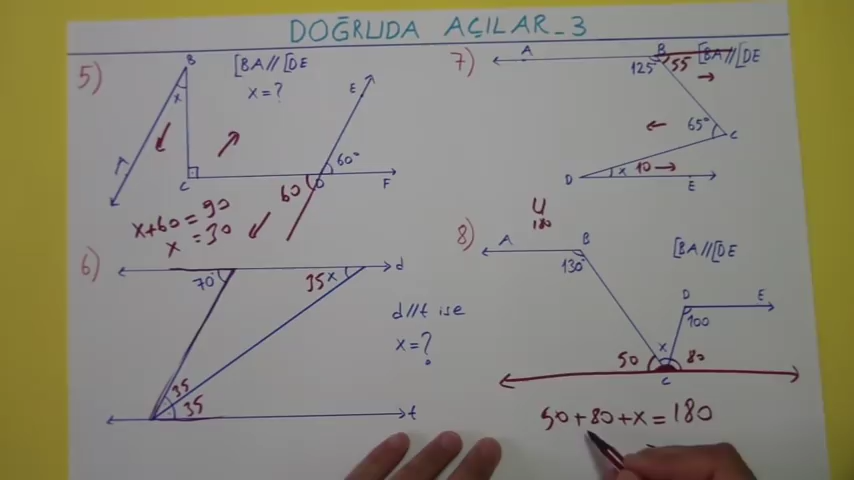 DOĞRUDA AÇILAR_3
5)
B
[BA//[DE
x
x=?
E
A
60°
C
60
D
F
x+60=90
x=30
6)
d
70°
35
x
d//t ise
x=?
35
35
t
7)
A
B
[BA//[DE
125°
55
65°
C
D
x
10
E
U
180
8)
A
B
[BA//[DE
130°
D
E
100
x
50
80
C
50+80+x=180